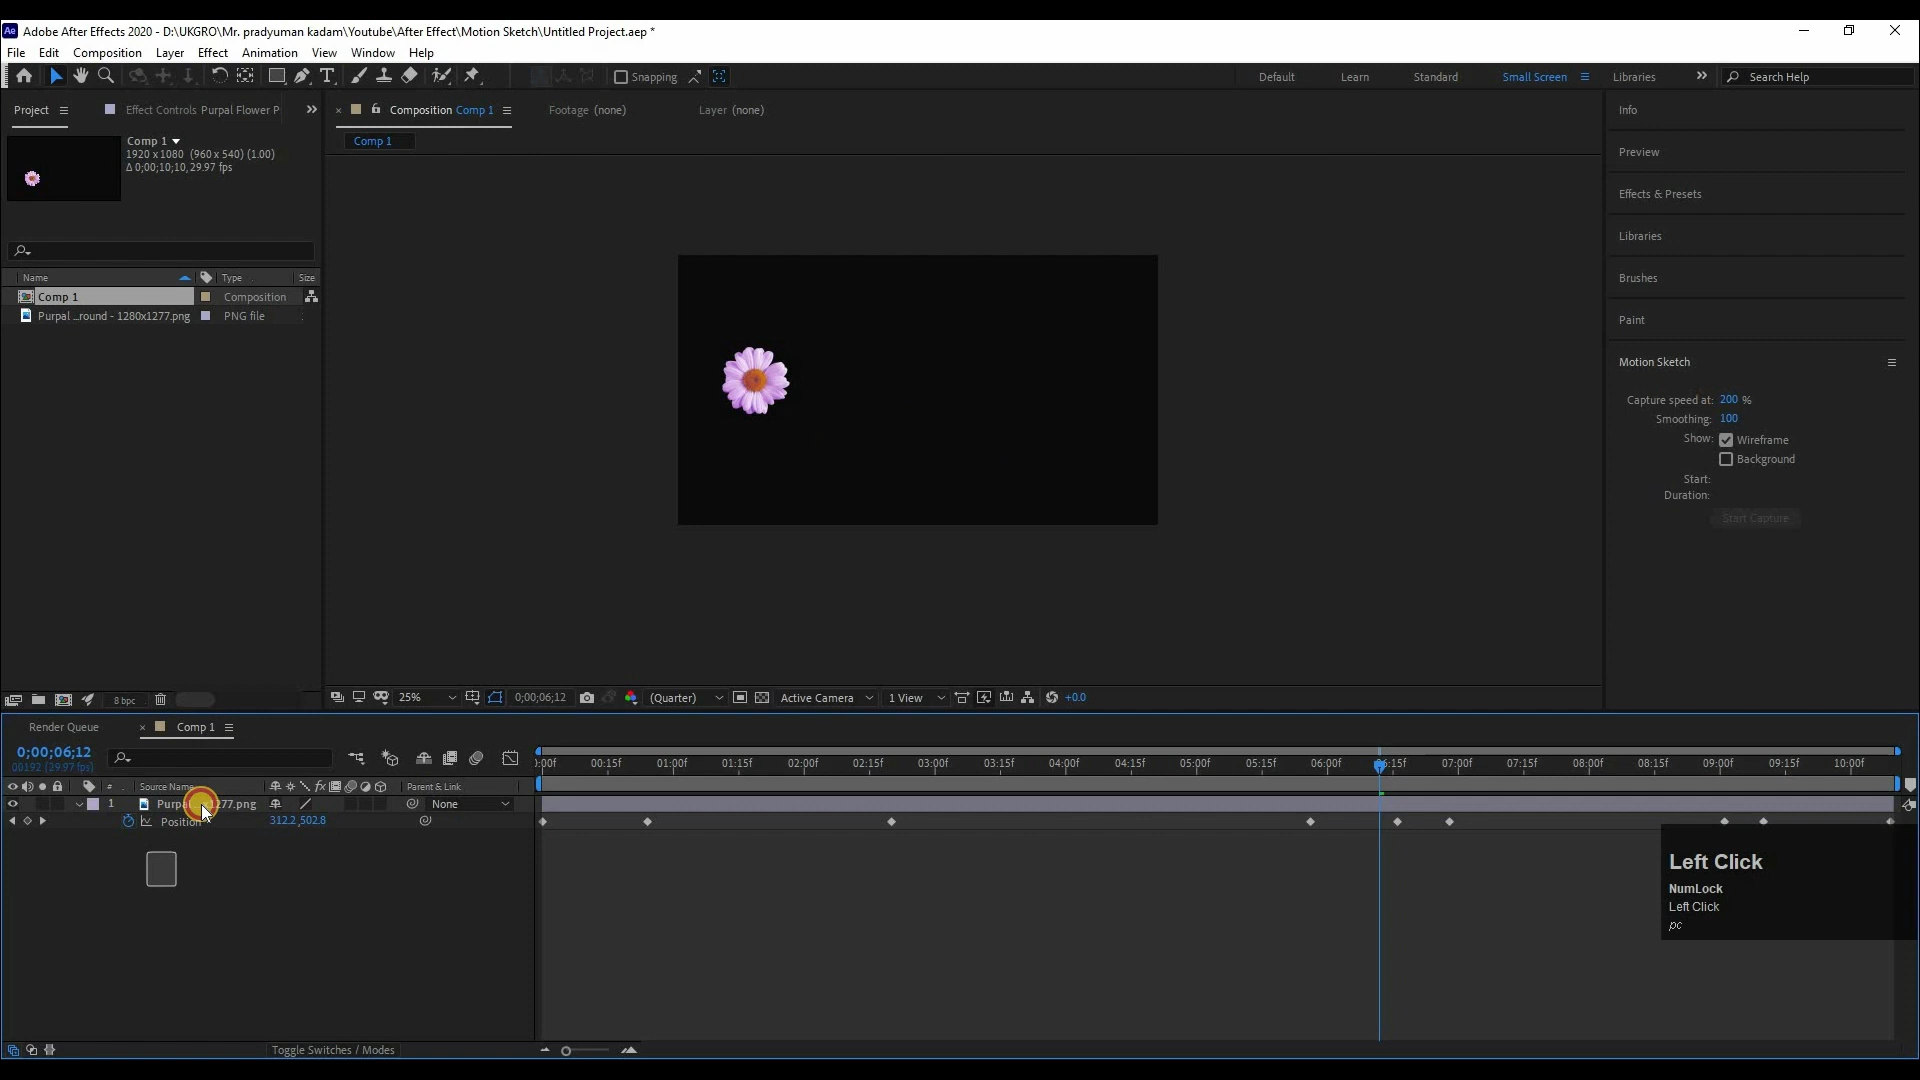 Ae Adobe After Effects 2020 - D:\UKGRO\Mr. pradyuman kadam\Youtube\After Effect\Motion Sketch\Untitled Project.aep *
File Edit Composition Layer Effect Animation View Window Help
Snapping Default Learn Standard Small Screen Libraries Search Help
Project Effect Controls Purpal Flower P
Composition Comp 1 Footage (none) Layer (none)
Comp 1
Comp 1
1920 x 1080 (960 x 540) (1.00)
Δ 0;00;10;10, 29.97 fps
Name Type Size
Comp 1 Composition
Purpal ...round - 1280x1277.png PNG file
Info
Preview
Effects & Presets
Libraries
Brushes
Paint
Motion Sketch
Capture speed at: 200 %
Smoothing: 100
Show: Wireframe
Background
Start:
Duration:
Start Capture
8 bpc
25% 0;00;06;12 (Quarter) Active Camera 1 View +0.0
Render Queue Comp 1
0;00;06;12
00192 (29.97 fps)
# Source Name fx Parent & Link
1 None
Position 312.2,502.8
):00f 00:15f 01:00f 01:15f 02:00f 02:15f 03:00f 03:15f 04:00f 04:15f 05:00f 05:15f 06:00f 07:00f 07:15f 08:00f 08:15f 09:00f 09:15f 10:00f
Left Click
NumLock
Left Click
pc
Toggle Switches / Modes